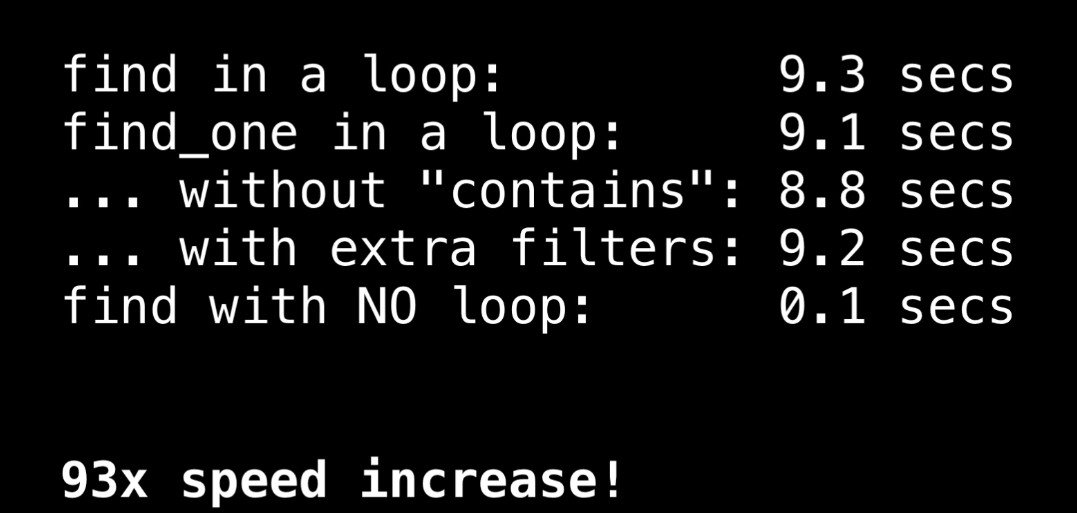 find in a loop: 9.3 secs
find_one in a loop: 9.1 secs
... without "contains": 8.8 secs
... with extra filters: 9.2 secs
find with NO loop: 0.1 secs
93x speed increase!